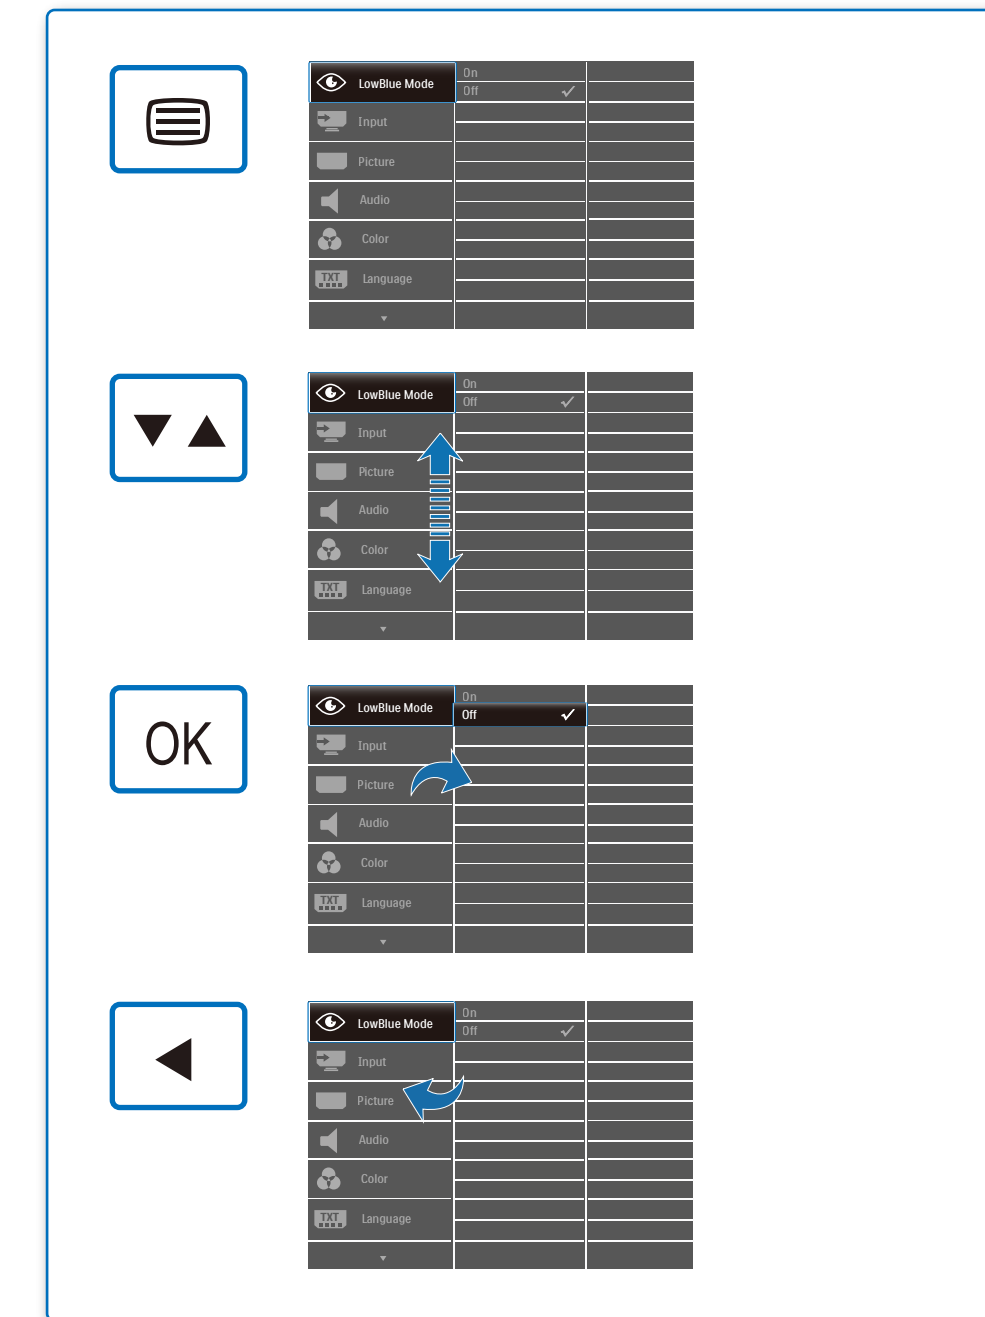 LowBlue Mode
On
Off
Input
Picture
Audio
Color
TXT
Language
LowBlue Mode
On
Off
Input
Picture
Audio
Color
TXT
Language
OK
LowBlue Mode
On
Off
Input
Picture
Audio
Color
TXT
Language
LowBlue Mode
On
Off
Input
Picture
Audio
Color
TXT
Language